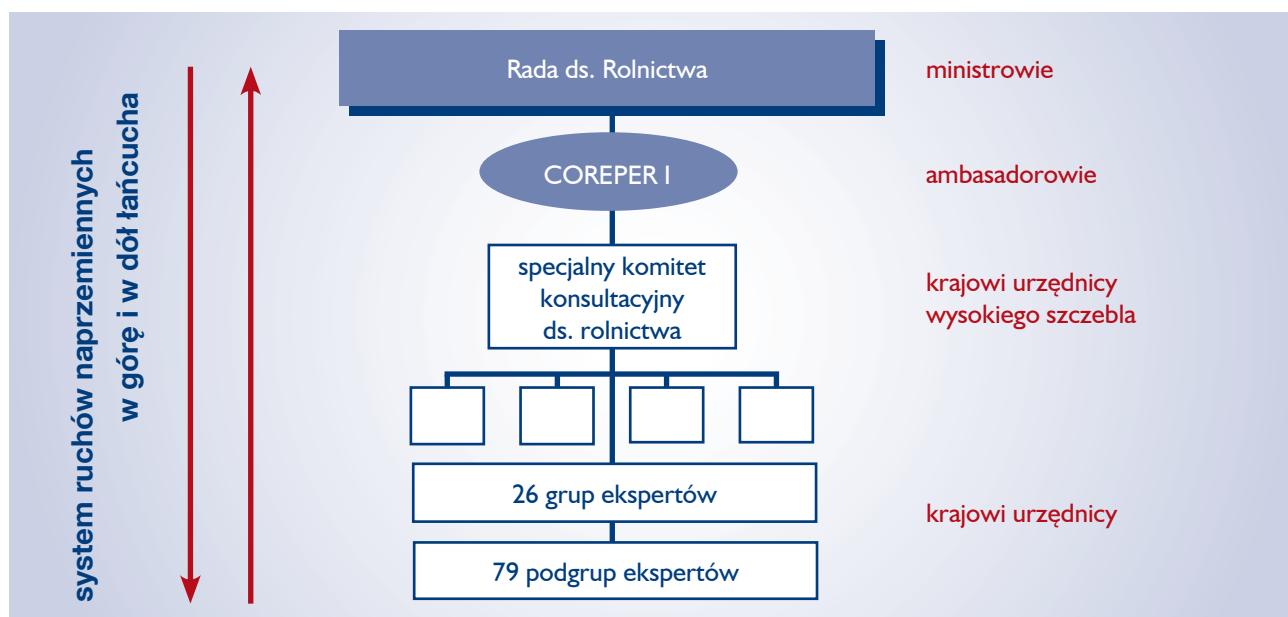 system ruchów naprzemiennych
w górę i w dół łańcucha
Rada ds. Rolnictwa
ministrowie
COREPER I
ambasadorowie
specjalny komitet
konsultacyjny
ds. rolnictwa
krajowi urzędnicy
wysokiego szczebla
26 grup ekspertów
krajowi urzędnicy
79 podgrup ekspertów